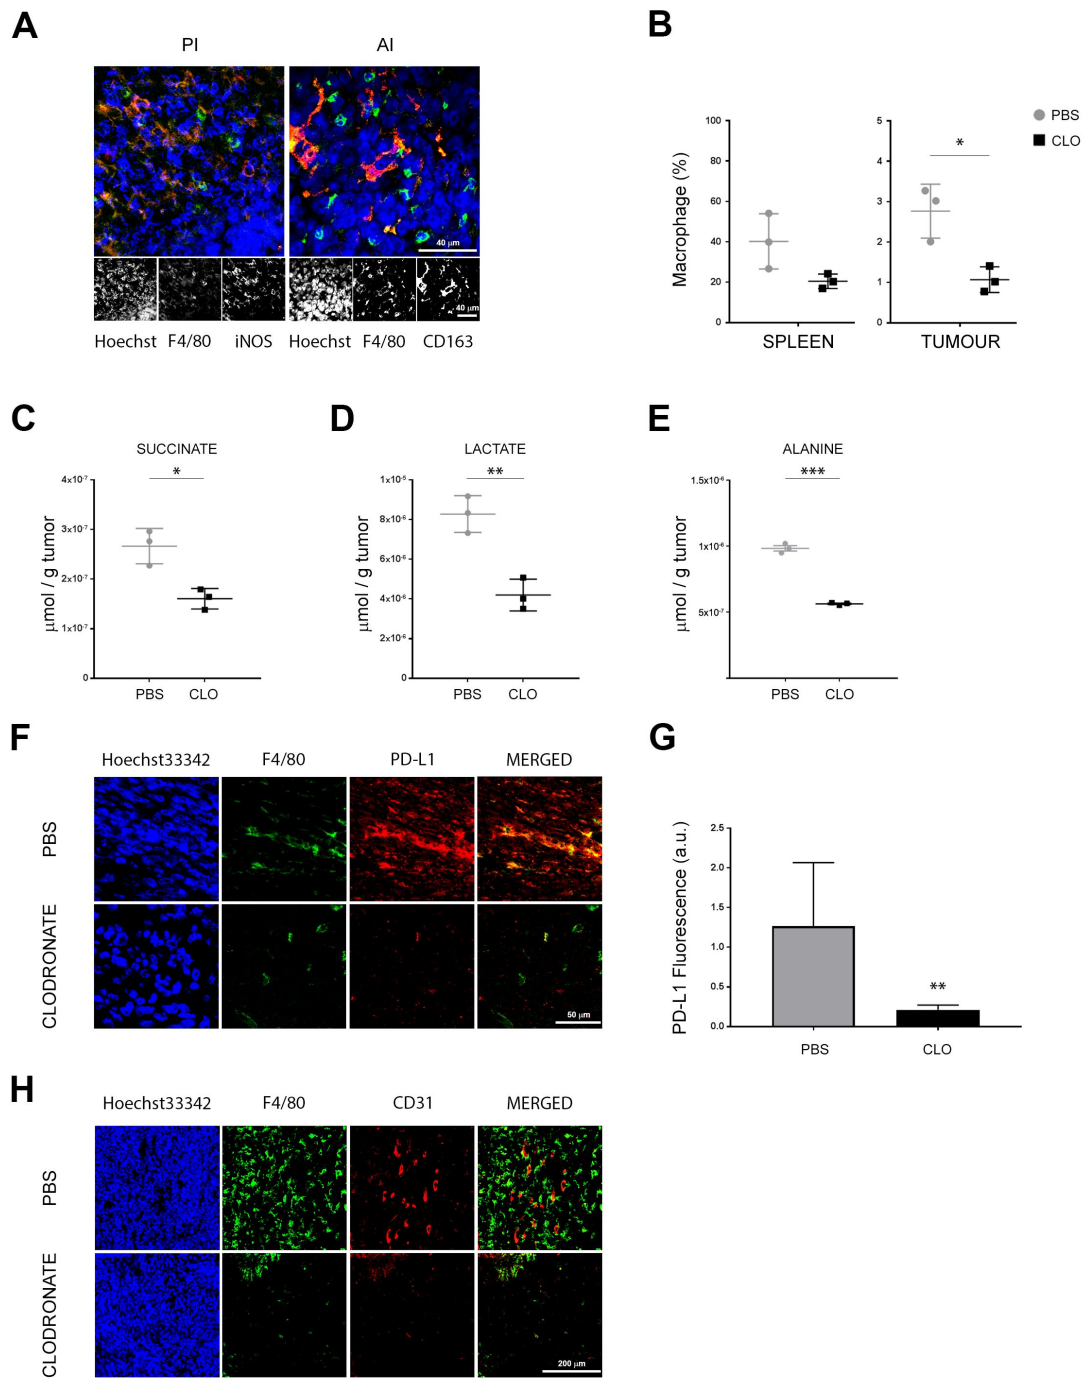 A
PI AI
40 µm
40 µm
Hoechst F4/80 iNOS Hoechst F4/80 CD163
B
Macrophage (%)
100
80
60
40
20
0
SPLEEN
5
4
3
2
1
0
*
TUMOUR
PBS
CLO
C
SUCCINATE
*
µmol / g tumor
4x10-7
3x10-7
2x10-7
1x10-7
0
PBS CLO
D
LACTATE
**
µmol / g tumor
1x10-5
8x10-6
6x10-6
4x10-6
2x10-6
0
PBS CLO
E
ALANINE
***
µmol / g tumor
1.5x10-6
1x10-6
5x10-7
PBS CLO
F
Hoechst33342 F4/80 PD-L1 MERGED
PBS
CLODRONATE
50 µm
G
PD-L1 Fluorescence (a.u.)
2.5
2.0
1.5
1.0
0.5
0.0
**
PBS CLO
H
Hoechst33342 F4/80 CD31 MERGED
PBS
CLODRONATE
200 µm